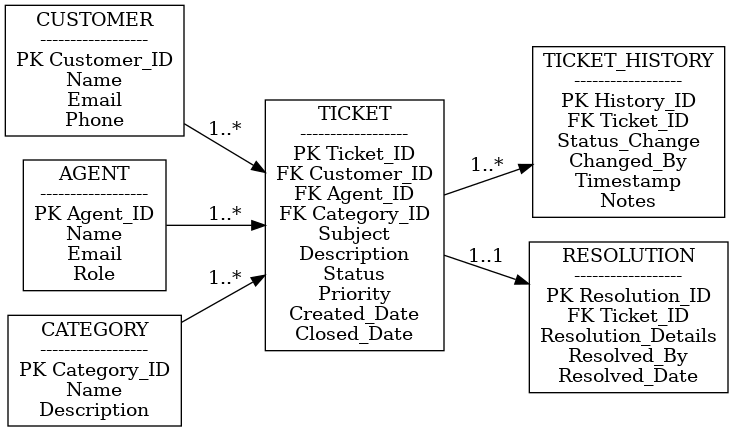 CUSTOMER
------------------
PK Customer_ID
Name
Email
Phone
1..*
AGENT
------------------
PK Agent_ID
Name
Email
Role
1..*
CATEGORY
------------------
PK Category_ID
Name
Description
1..*
TICKET
------------------
PK Ticket_ID
FK Customer_ID
FK Agent_ID
FK Category_ID
Subject
Description
Status
Priority
Created_Date
Closed_Date
1..*
TICKET_HISTORY
------------------
PK History_ID
FK Ticket_ID
Status_Change
Changed_By
Timestamp
Notes
1..1
RESOLUTION
------------------
PK Resolution_ID
FK Ticket_ID
Resolution_Details
Resolved_By
Resolved_Date